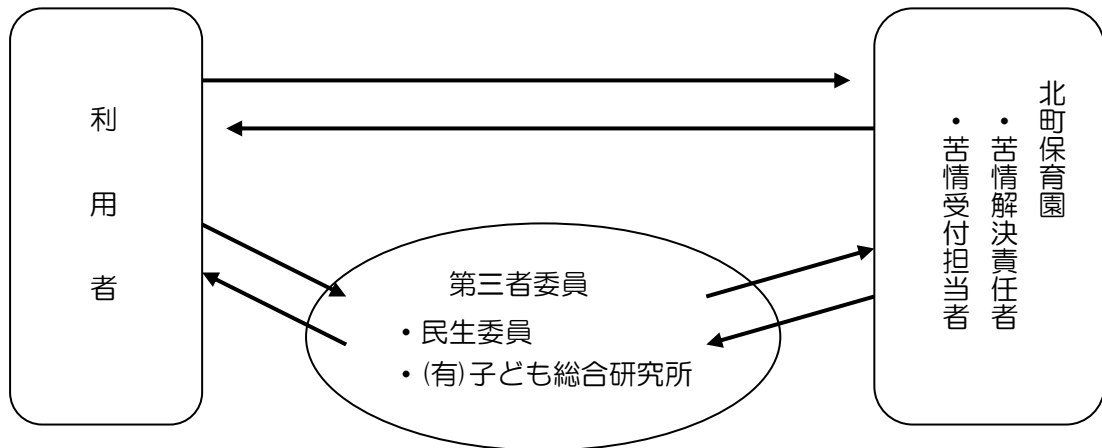 利用者
第三者委員
・民生委員
・(有)子ども総合研究所
北町保育園
・苦情解決責任者
・苦情受付担当者